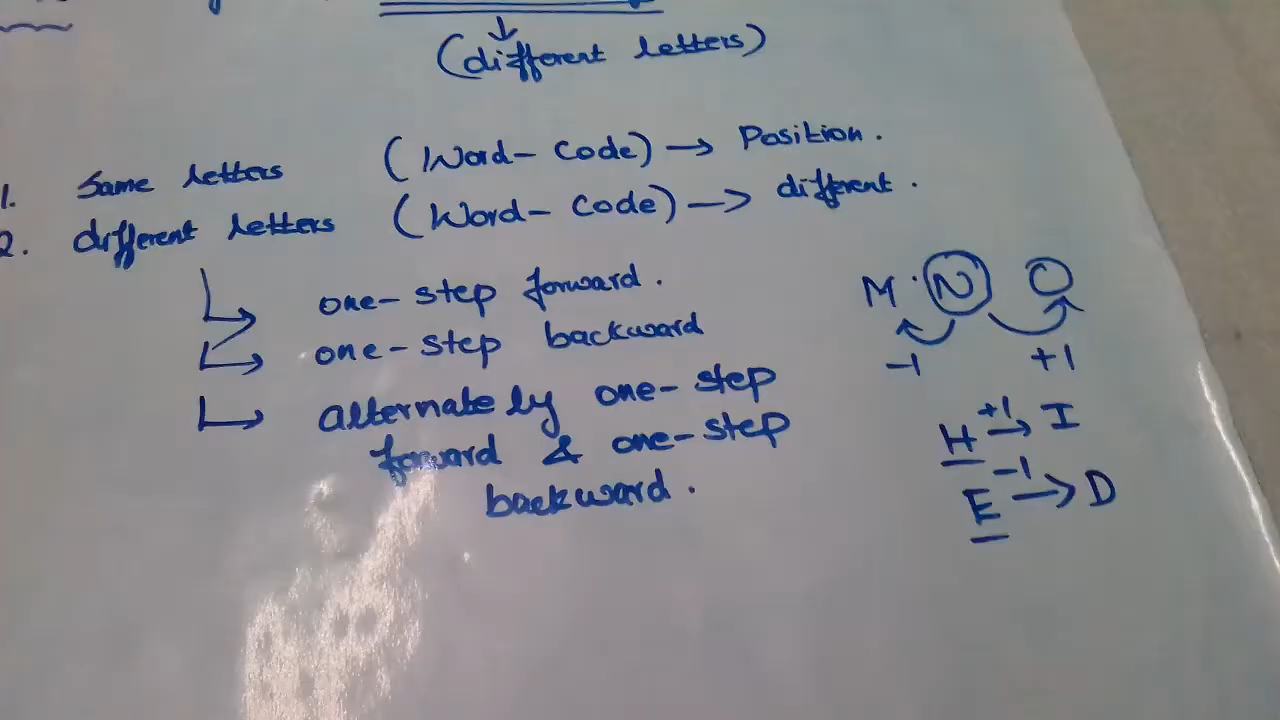 (different letters)
1. Same letters (Word-Code) → Position.
2. different letters (Word-Code) → different.
one-step forward.
one-step backward
alternately one-step
forward & one-step
backward.
M · N O
-1 +1
H +1 → I
E -1 → D